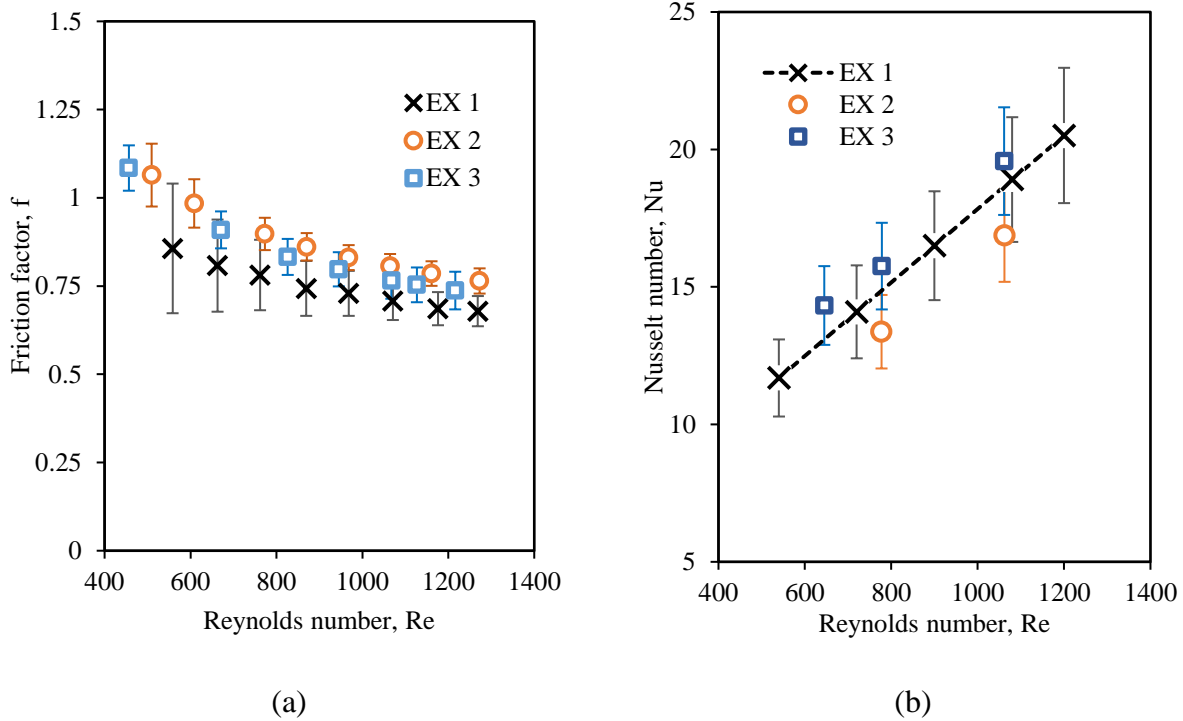 1.5
1.25
1
0.75
0.5
0.25
0
400
600
800
1000
1200
1400
Friction factor, f
Reynolds number, Re
EX 1
EX 2
EX 3
(a)
25
20
15
10
5
400
600
800
1000
1200
1400
Nusselt number, Nu
Reynolds number, Re
EX 1
EX 2
EX 3
(b)